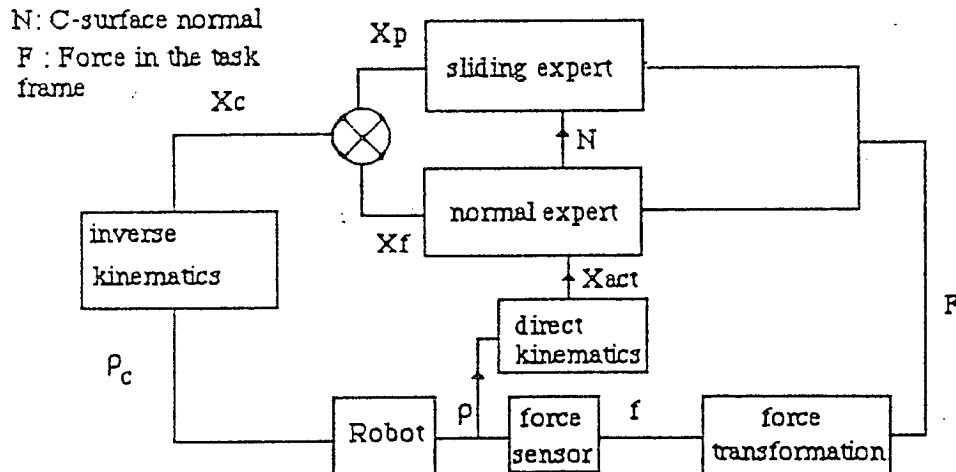 N: C-surface normal
F : Force in the task
frame
Xp
sliding expert
Xc
N
normal expert
Xf
inverse
kinematics
Xact
direct
kinematics
F
ρc
ρ
Robot
force
sensor
f
force
transformation